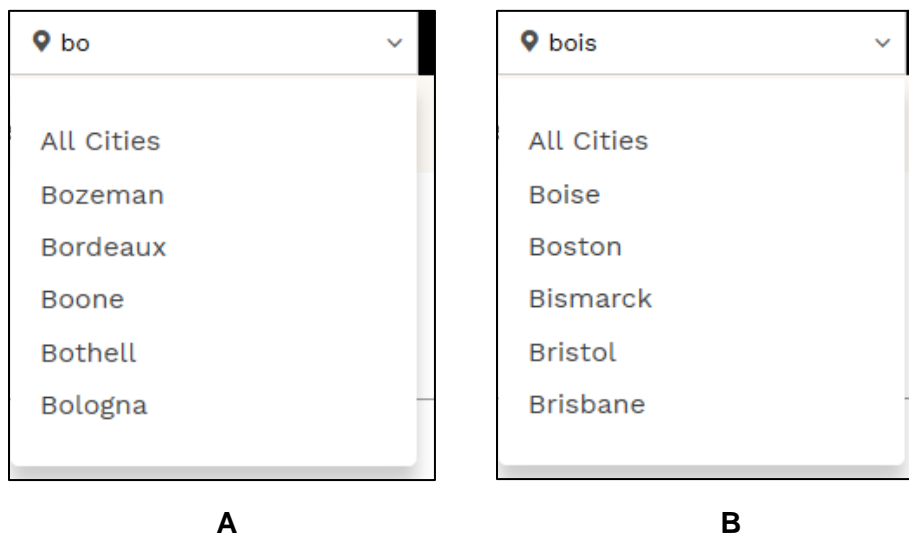 bo
All Cities
Bozeman
Bordeaux
Boone
Bothell
Bologna
A
bois
All Cities
Boise
Boston
Bismarck
Bristol
Brisbane
B